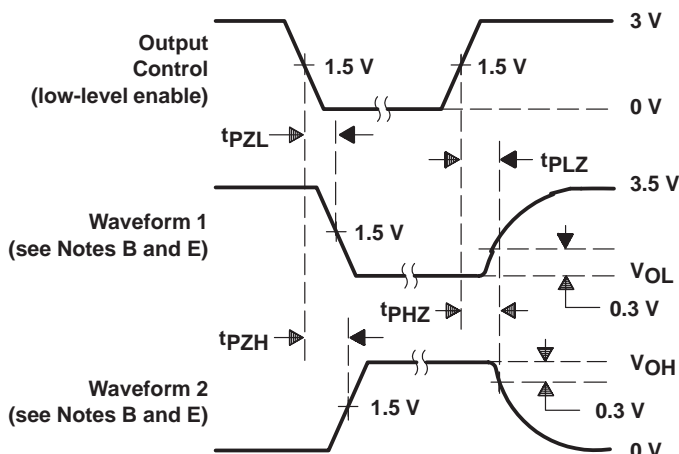 3 V
Output
Control
(low-level enable)
1.5 V
1.5 V
0 V
tPZL
tPLZ
3.5 V
Waveform 1
(see Notes B and E)
1.5 V
VOL
0.3 V
tPHZ
tPZH
VOH
Waveform 2
(see Notes B and E)
1.5 V
0.3 V
0 V